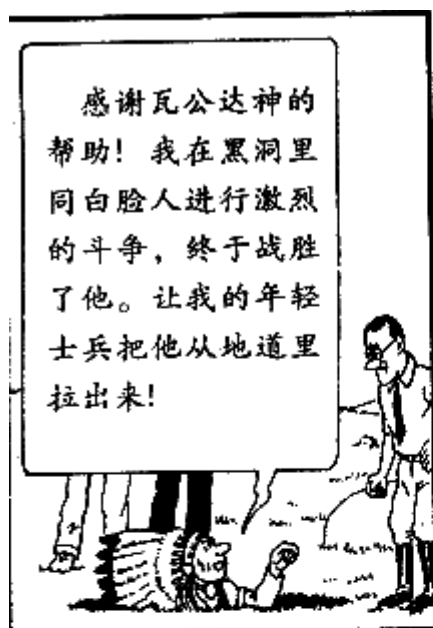 感谢瓦公达神的
帮助！我在黑洞里
同白脸人进行激烈
的斗争，终于战胜
了他。让我的年轻
士兵把他从地道里
拉出来！